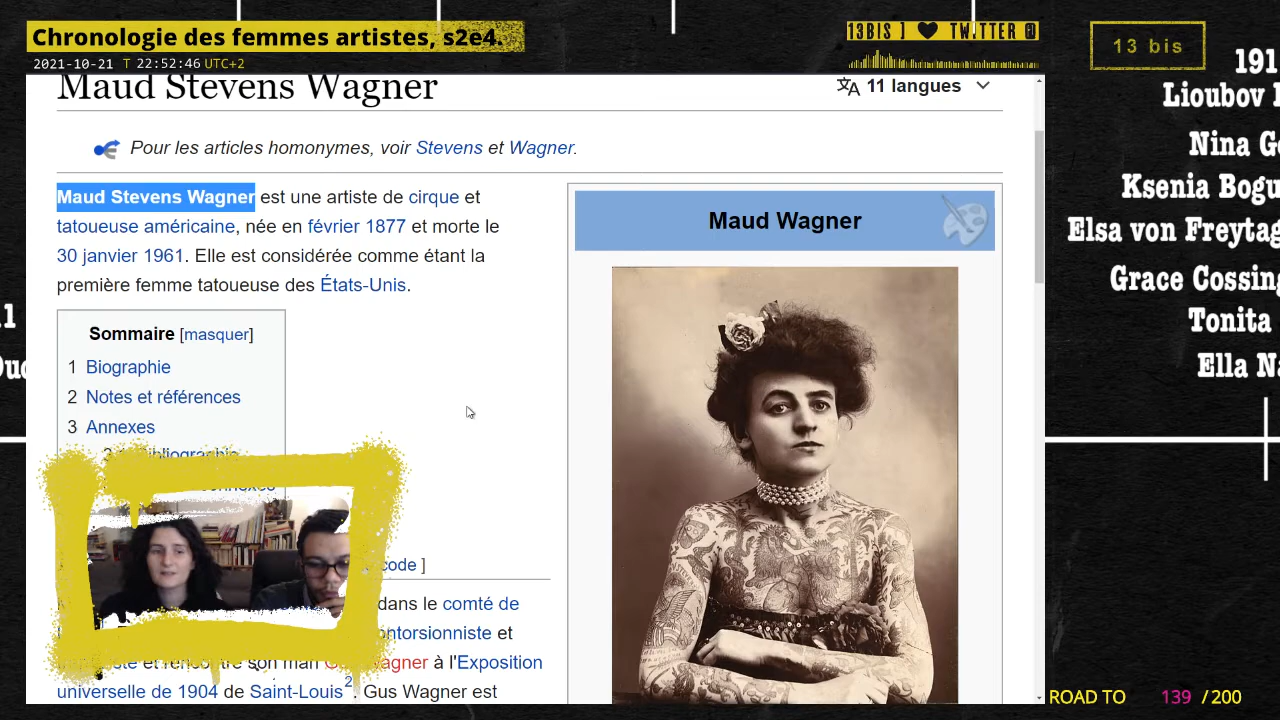 Chronologie des femmes artistes, s2e4.
2021-10-21 T 22:52:46 UTC+2
13BIS ] TWITTER @
13 bis
Maud Stevens Wagner
11 langues
Pour les articles homonymes, voir Stevens et Wagner.
Maud Stevens Wagner est une artiste de cirque et
tatoueuse américaine, née en février 1877 et morte le
30 janvier 1961. Elle est considérée comme étant la
première femme tatoueuse des États-Unis.
Sommaire [masquer]
1 Biographie
2 Notes et références
3 Annexes
code ]
dans le comté de
contorsionniste et
et rencontre son mari Gus Wagner à l'Exposition
universelle de 1904 de Saint-Louis2. Gus Wagner est
Maud Wagner
191
Lioubov
Nina
Ksenia
Elsa von
Grace
Tonita
Ella
ROAD TO 139 / 200